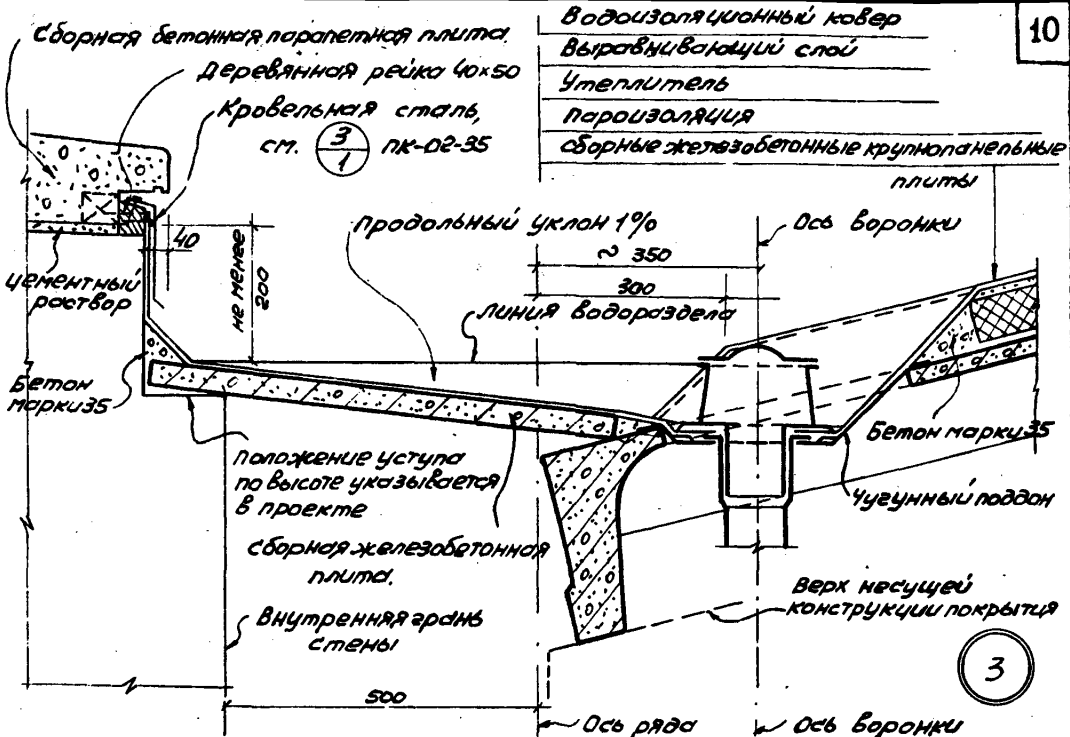 Водоизоляционный ковер
Выравнивающий слой
Утеплитель
Пароизоляция
сборные железобетонные крупнопанельные
плиты
10
Сборная бетонная парапетная плита.
Деревянная рейка 40×50
Кровельная сталь,
см. 3/1 ПК-02-35
40
цементный
раствор
не менее
200
Продольный уклон 1%
Ось воронки
~ 350
300
линия водораздела
Бетон
марки 35
Бетон марки 35
Чугунный поддон
положение уступа
по высоте указывается
в проекте
сборная железобетонная
плита.
Внутренняя грань
стены
Верх несущей
конструкции покрытия
3
500
Ось ряда
Ось воронки